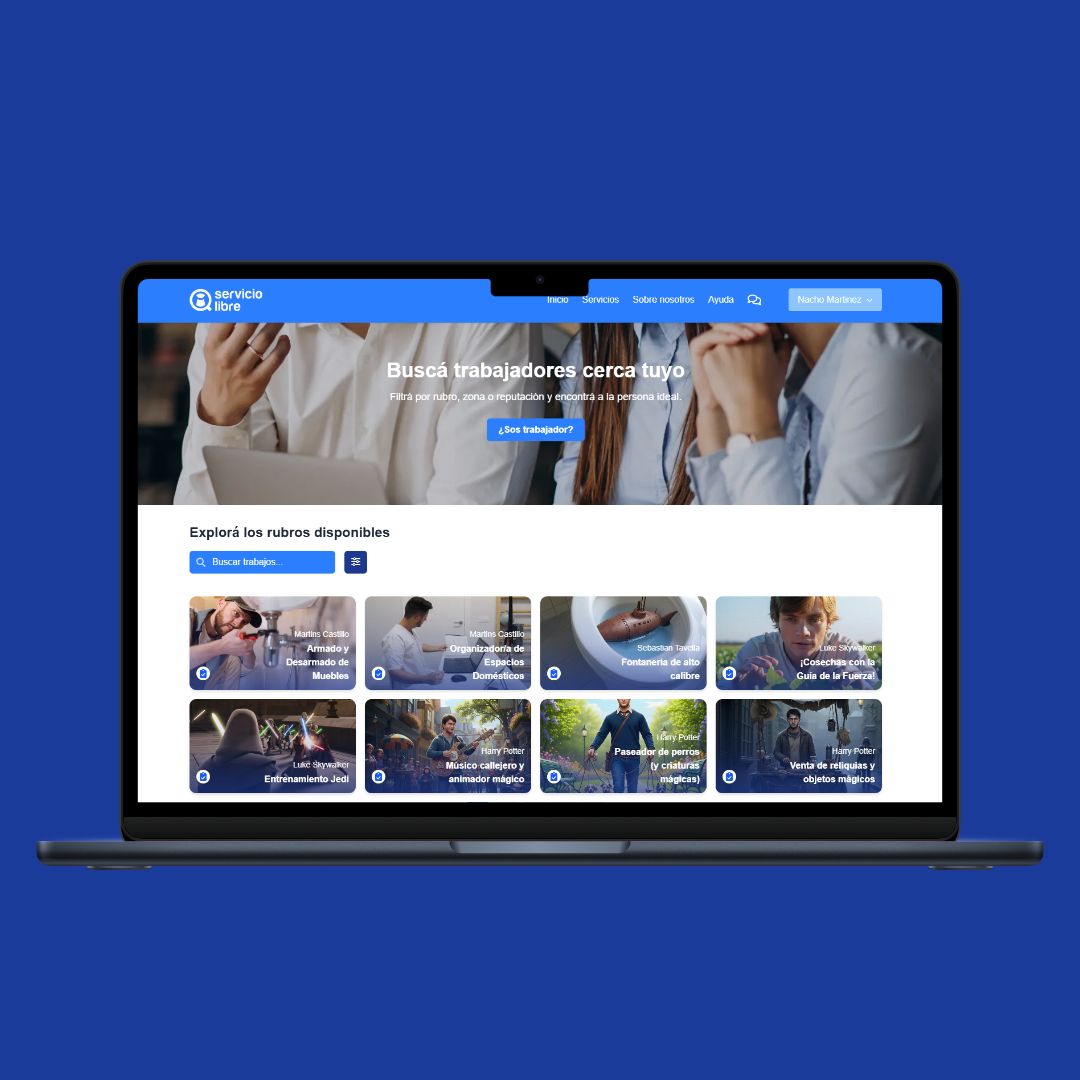 servicio
libre
Inicio
Servicios
Sobre nosotros
Ayuda
Nacho Martinez
Buscá trabajadores cerca tuyo
Filtrá por rubro, zona o reputación y encontrá a la persona ideal.
¿Sos trabajador?
Explorá los rubros disponibles
Buscar trabajos...
Martins Castillo
Armado y
Desarmado de
Muebles
Martins Castillo
Organizador/a de
Espacios
Domésticos
Sebastian Tavella
Fontanería de alto
calibre
Luke Skywalker
¡Cosechas con la
Guía de la Fuerza!
Luke Skywalker
Entrenamiento Jedi
Harry Potter
Músico callejero y
animador mágico
Harry Potter
Paseador de perros
(y criaturas
mágicas)
Harry Potter
Venta de reliquias y
objetos mágicos